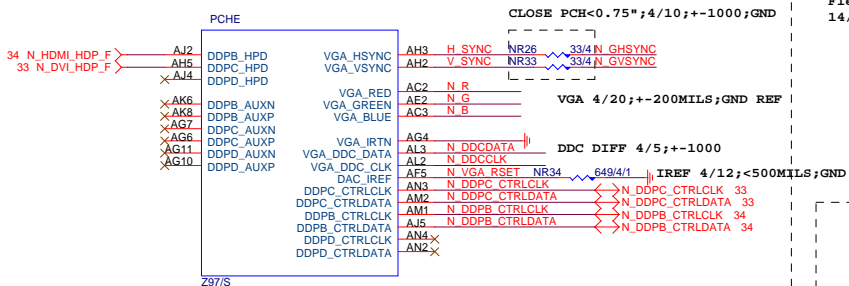 PCHE
CLOSE PCH<0.75";4/10;+-1000;GND
14/
34 N_HDMI_HDP_F
33 N_DVI_HDP_F
AJ2 DDPB_HPD
AH5 DDPC_HPD
AJ4 DDPD_HPD
AK6 DDPB_AUXN
AK8 DDPB_AUXP
AG7 DDPC_AUXN
AG6 DDPC_AUXP
AG11 DDPD_AUXN
AG10 DDPD_AUXP
VGA_HSYNC AH3 H_SYNC NR26 33/4 N_GHSYNC
VGA_VSYNC AH2 V_SYNC NR33 33/4 N_GVSYNC
VGA_RED AC2 N_R
VGA_GREEN AE2 N_G
VGA_BLUE AC3 N_B
VGA 4/20;+-200MILS;GND REF
VGA_IRTN AG4
VGA_DDC_DATA AL3 N_DDCDATA
VGA_DDC_CLK AL2 N_DDCCLK
DDC DIFF 4/5;+-1000
DAC_IREF AF5 N_VGA_RSET NR34 649/4/1
IREF 4/12;<500MILS;GND
DDPC_CTRLCLK AN3 N_DDPC_CTRLCLK N_DDPC_CTRLCLK 33
DDPC_CTRLDATA AM2 N_DDPC_CTRLDATA N_DDPC_CTRLDATA 33
DDPB_CTRLCLK AM1 N_DDPB_CTRLCLK N_DDPB_CTRLCLK 34
DDPB_CTRLDATA AJ5 N_DDPB_CTRLDATA N_DDPB_CTRLDATA 34
DDPD_CTRLCLK AN4
DDPD_CTRLDATA AN2
Z97/S